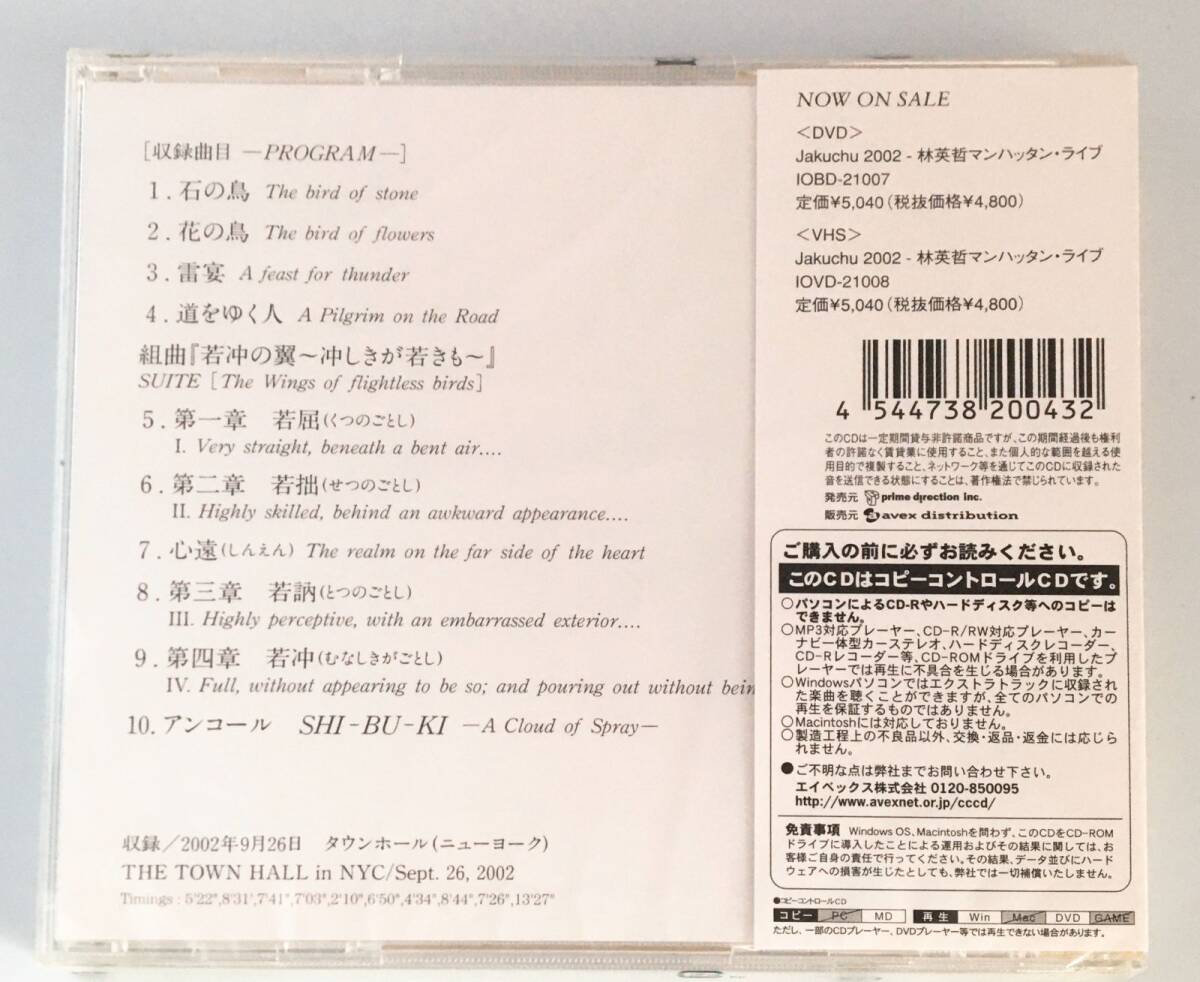 [収録曲目 —PROGRAM—]
1. 石の鳥 The bird of stone
2. 花の鳥 The bird of flowers
3. 雷宴 A feast for thunder
4. 道をゆく人 A Pilgrim on the Road
組曲『若冲の翼～冲しきが若きも～』
SUITE [The Wings of flightless birds]
5. 第一章 若屈(くつのごとし)
I. Very straight, beneath a bent air....
6. 第二章 若拙(せつのごとし)
II. Highly skilled, behind an awkward appearance....
7. 心遠(しんえん) The realm on the far side of the heart
8. 第三章 若訥(とつのごとし)
III. Highly perceptive, with an embarrassed exterior....
9. 第四章 若冲(むなしきがごとし)
IV. Full, without appearing to be so; and pouring out without bein
10. アンコール SHI-BU-KI —A Cloud of Spray—
収録／2002年9月26日 タウンホール(ニューヨーク)
THE TOWN HALL in NYC/Sept. 26, 2002
Timings : 5'22",8'31",7'41",7'03",2'10",6'50",4'34",8'44",7'26",13'27"
NOW ON SALE
＜DVD＞
Jakuchu 2002 - 林英哲マンハッタン・ライブ
IOBD-21007
定価¥5,040（税抜価格¥4,800）
＜VHS＞
Jakuchu 2002 - 林英哲マンハッタン・ライブ
IOVD-21008
定価¥5,040（税抜価格¥4,800）
4 544738 200432
このCDは一定期間貸与非許諾商品ですが、この期間経過後も権利
者の許諾なく賃貸業に使用すること、また個人的な範囲を越える使
用目的で複製すること、ネットワーク等を通じてこのCDに収録された
音を送信できる状態にすることは、著作権法で禁じられています。
発売元 prime direction inc.
販売元 avex distribution
ご購入の前に必ずお読みください。
このCDはコピーコントロールCDです。
○パソコンによるCD-Rやハードディスク等へのコピーは
できません。
○MP3対応プレーヤー、CD-R/RW対応プレーヤー、カー
ナビ一体型カーステレオ、ハードディスクレコーダー、
CD-Rレコーダー等、CD-ROMドライブを利用したプ
レーヤーでは再生に不具合を生じる場合があります。
○Windowsパソコンではエクストラトラックに収録され
た楽曲を聴くことができますが、全てのパソコンでの
再生を保証するものではありません。
○Macintoshには対応しておりません。
○製造工程上の不良品以外、交換・返品・返金には応じら
れません。
●ご不明な点は弊社までお問い合わせ下さい。
エイベックス株式会社 0120-850095
http://www.avexnet.or.jp/cccd/
免責事項 Windows OS、Macintoshを問わず、このCDをCD-ROM
ドライブに導入したことによる運用およびその結果に関しては、お
客様ご自身の責任で行ってください。その結果、データ並びにハード
ウェアへの損害が生じたとしても、弊社では一切補償いたしません。
●コピーコントロールCD
コピー PC MD 再生 Win Mac DVD GAME
ただし、一部のCDプレーヤー、DVDプレーヤー等では再生できない場合があります。